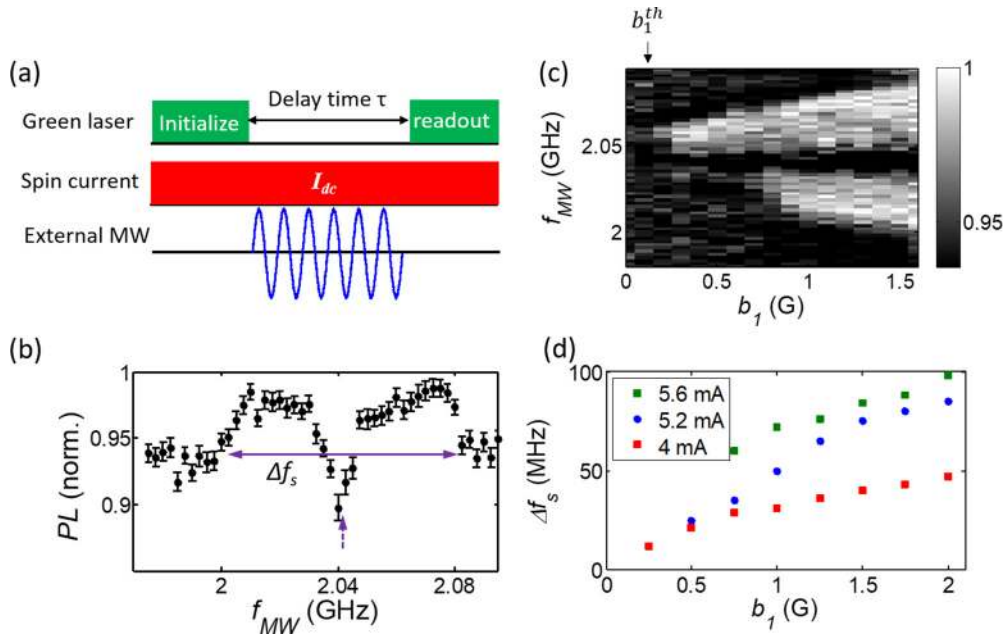 (a)
Green laser
Initialize
Delay time τ
readout
Spin current
I_dc
External MW
(b)
PL (norm.)
1
0.95
0.9
Δf_s
2
2.04
2.08
f_MW (GHz)
b_1^th
(c)
f_MW (GHz)
2.05
2
0
0.5
1
1.5
b_1 (G)
1
0.95
(d)
Δf_s (MHz)
100
50
0
5.6 mA
5.2 mA
4 mA
0
0.5
1
1.5
2
b_1 (G)